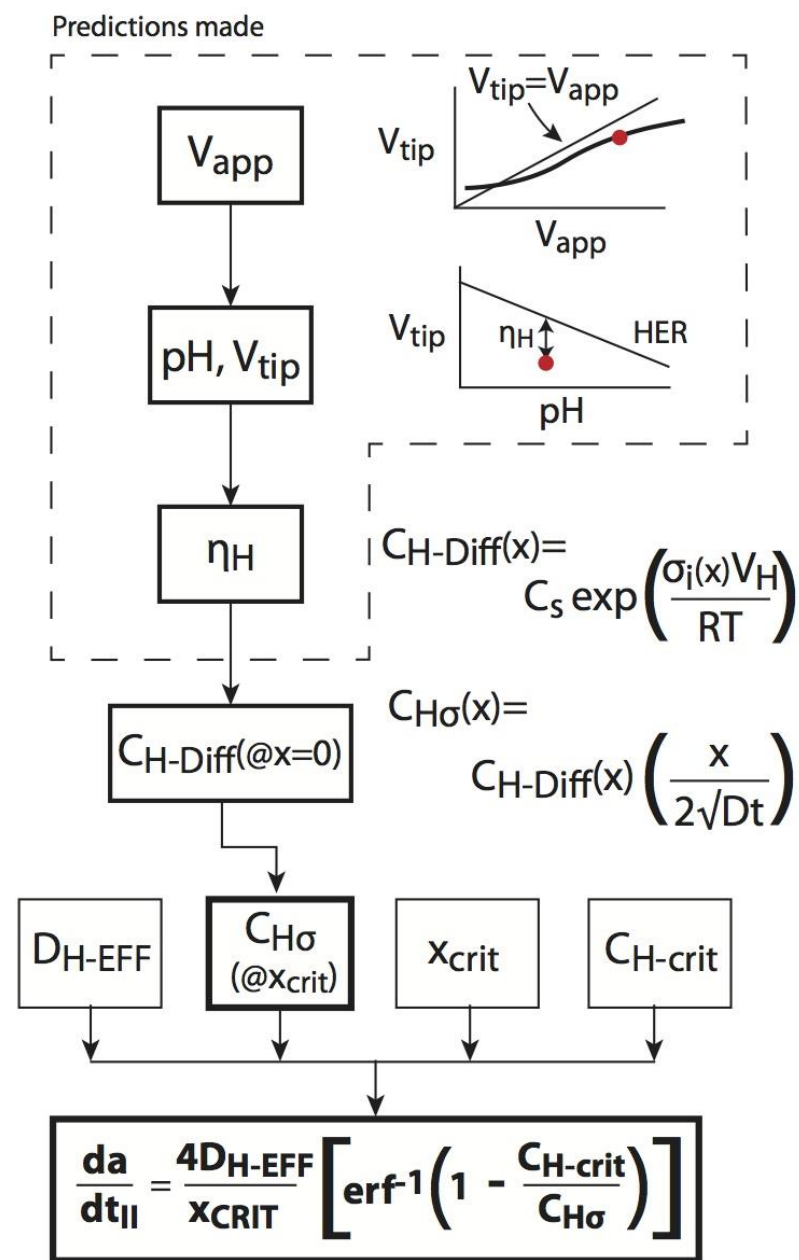 Predictions made
V_app
V_tip=V_app
V_tip
V_app
pH, V_tip
V_tip
η_H
HER
pH
η_H
C_H-Diff(x)=
C_s exp(σ_i(x)V_H / RT)
C_H-Diff(@x=0)
C_Hσ(x)=
C_H-Diff(x) (x / 2√Dt)
D_H-EFF
C_Hσ
(@x_crit)
x_crit
C_H-crit
da/dt_II = 4D_H-EFF/x_CRIT [erf^-1(1 - C_H-crit/C_Hσ)]